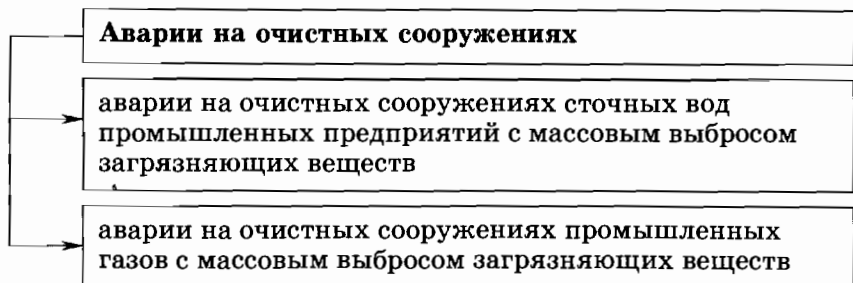 Аварии на очистных сооружениях
аварии на очистных сооружениях сточных вод
промышленных предприятий с массовым выбросом
загрязняющих веществ
аварии на очистных сооружениях промышленных
газов с массовым выбросом загрязняющих веществ